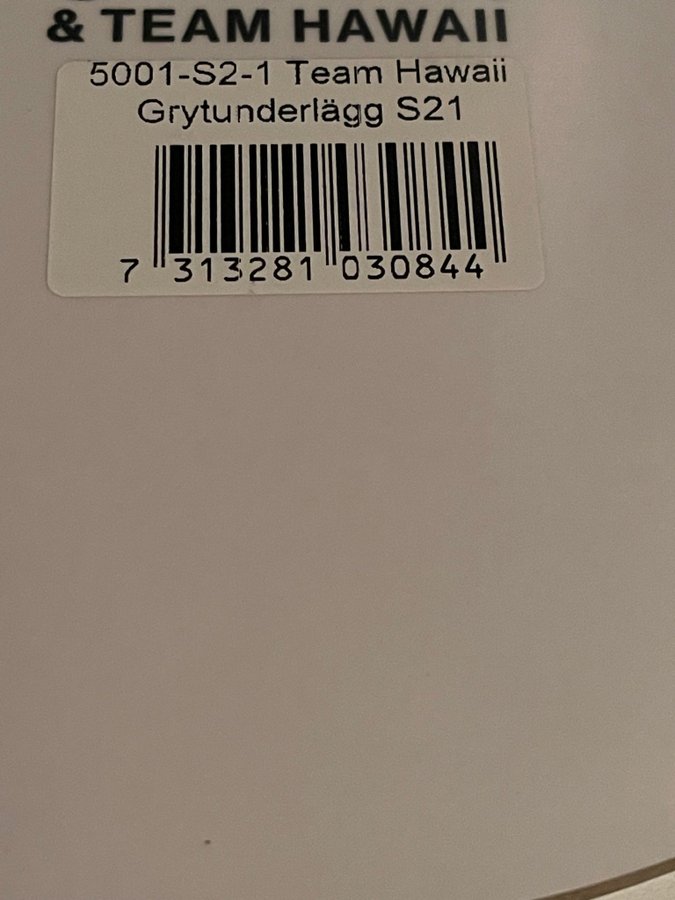 & TEAM HAWAII
5001-S2-1 Team Hawaii
Grytunderlägg S21
7 313281 030844